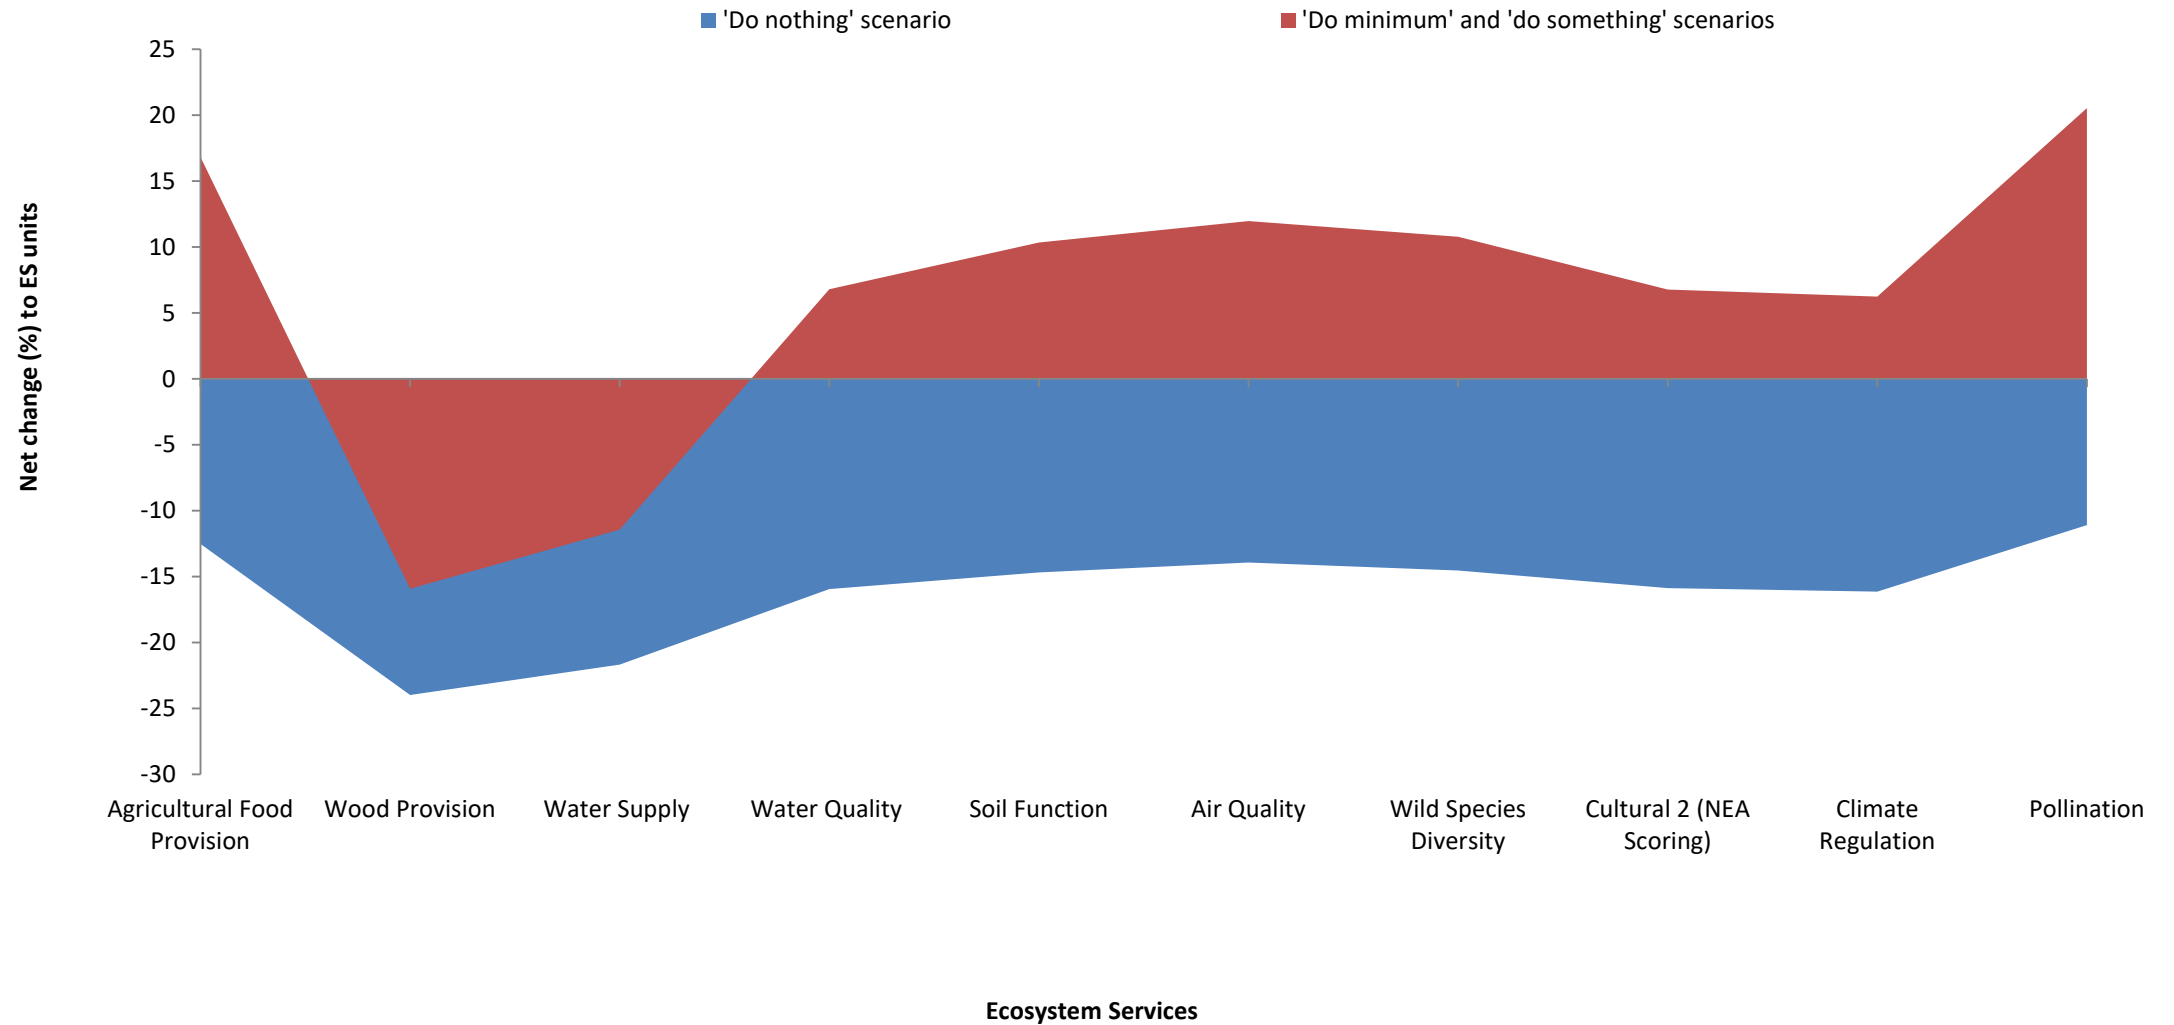 'Do nothing' scenario
'Do minimum' and 'do something' scenarios
25
20
15
10
5
0
-5
-10
-15
-20
-25
-30
Net change (%) to ES units
Agricultural Food
Provision
Wood Provision
Water Supply
Water Quality
Soil Function
Air Quality
Wild Species
Diversity
Cultural 2 (NEA
Scoring)
Climate
Regulation
Pollination
Ecosystem Services